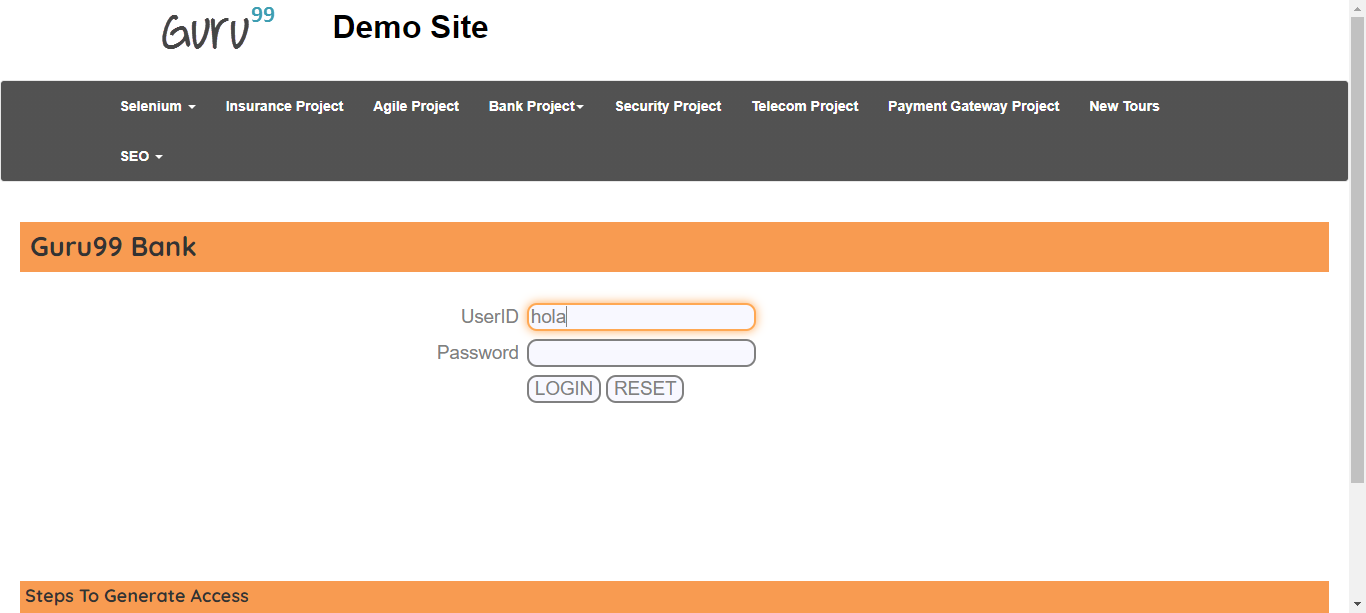 Guru99 Demo Site
Selenium Insurance Project Agile Project Bank Project Security Project Telecom Project Payment Gateway Project New Tours
SEO
Guru99 Bank
UserID hola
Password
LOGIN RESET
Steps To Generate Access